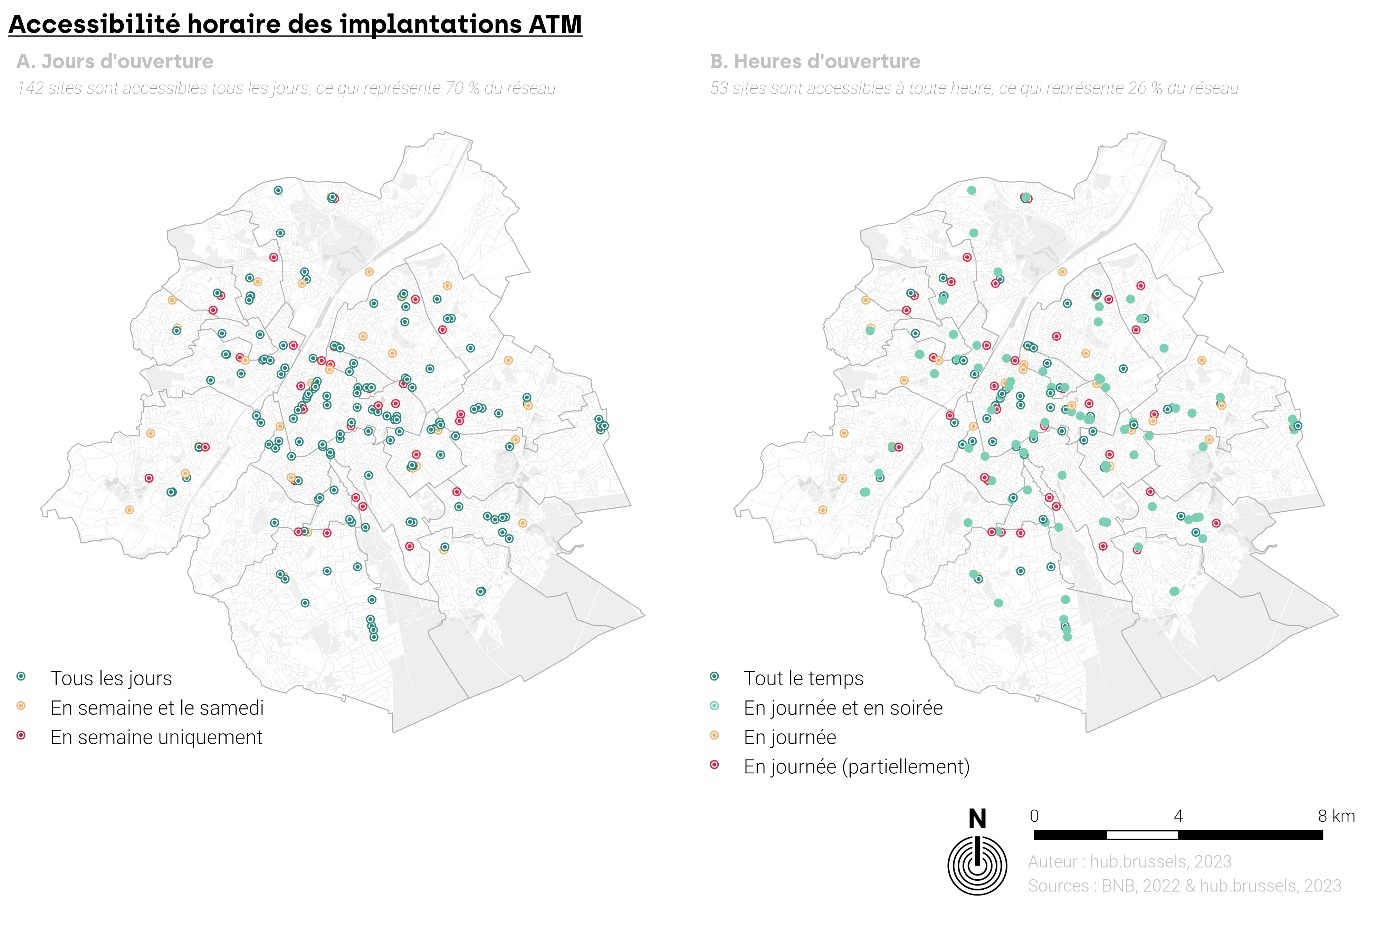 Accessibilité horaire des implantations ATM
A. Jours d'ouverture
142 sites sont accessibles tous les jours, ce qui représente 70 % du réseau
B. Heures d'ouverture
53 sites sont accessibles à toute heure, ce qui représente 26 % du réseau
Tous les jours
En semaine et le samedi
En semaine uniquement
Tout le temps
En journée et en soirée
En journée
En journée (partiellement)
N
0 4 8 km
Auteur : hub.brussels, 2023
Sources : BNB, 2022 & hub.brussels, 2023